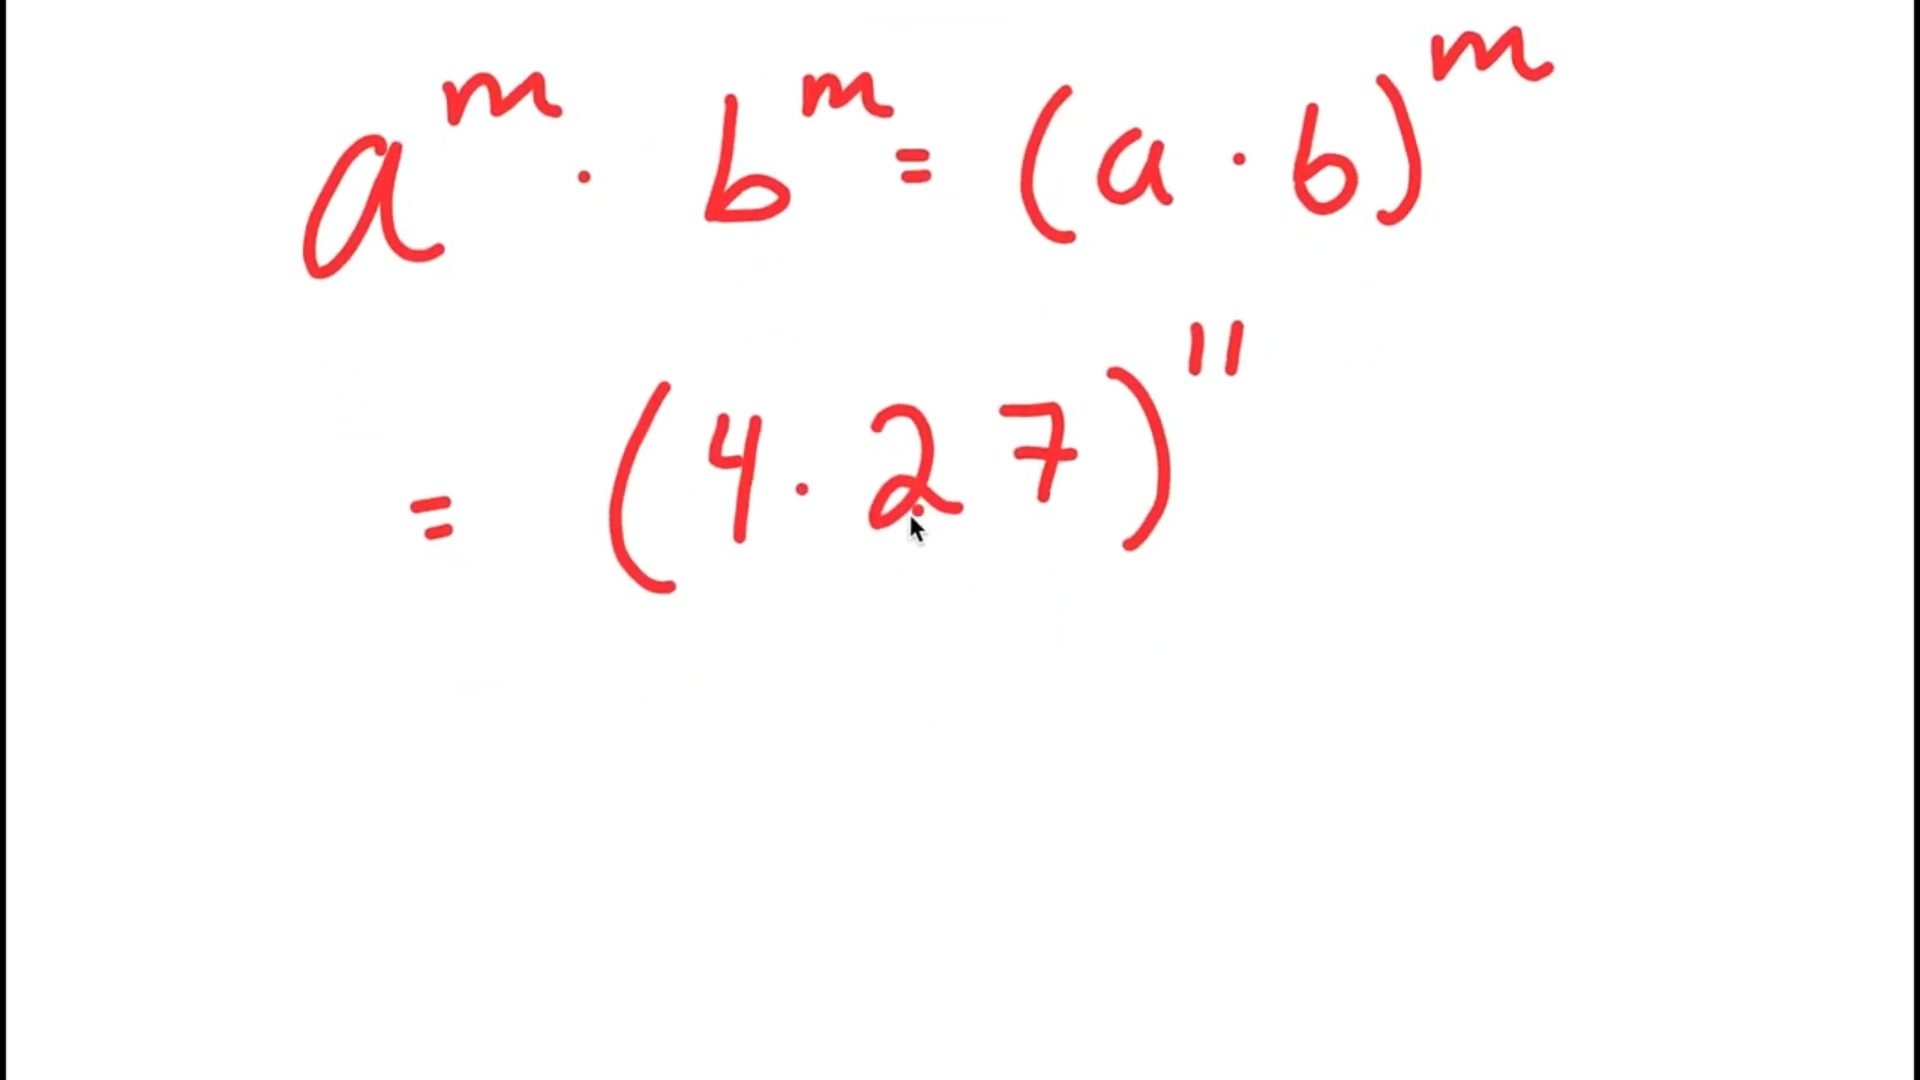 a^m · b^m = (a · b)^m
= (4 · 27)^11